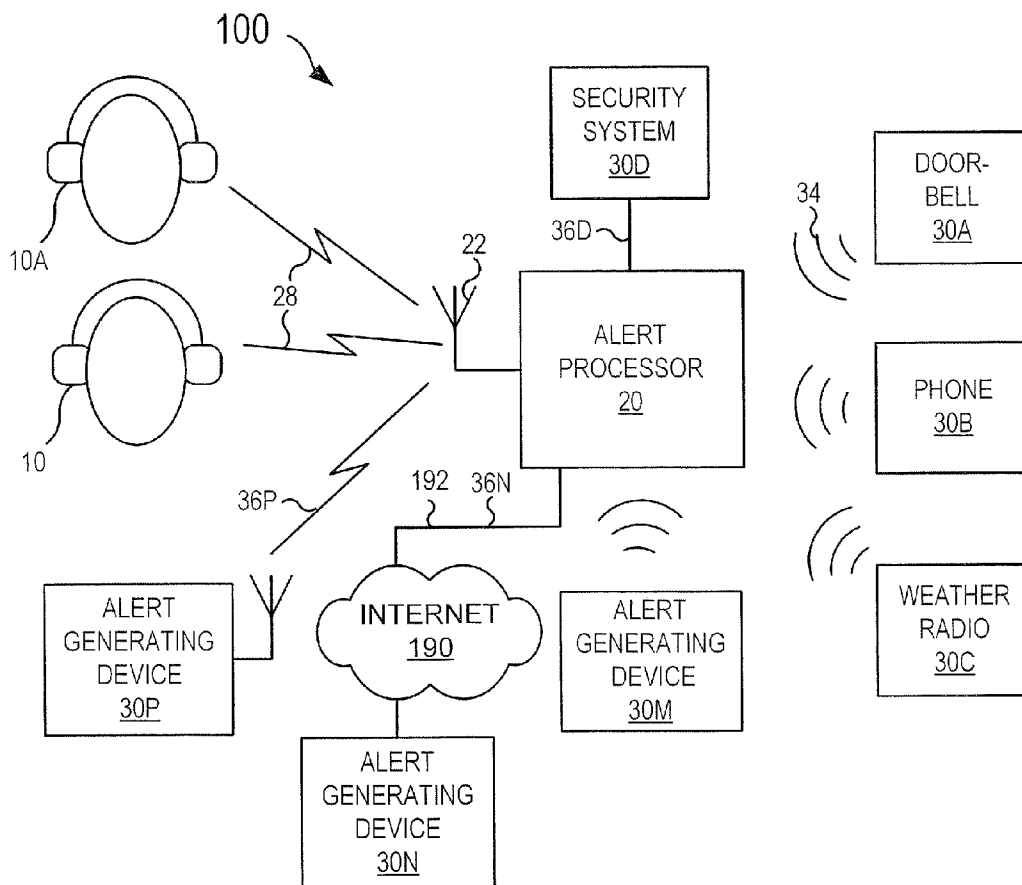 100
SECURITY
SYSTEM
30D
DOOR-
BELL
30A
34
36D
10A
22
28
ALERT
PROCESSOR
20
PHONE
30B
10
36P
192
36N
ALERT
GENERATING
DEVICE
30P
INTERNET
190
ALERT
GENERATING
DEVICE
30M
WEATHER
RADIO
30C
ALERT
GENERATING
DEVICE
30N